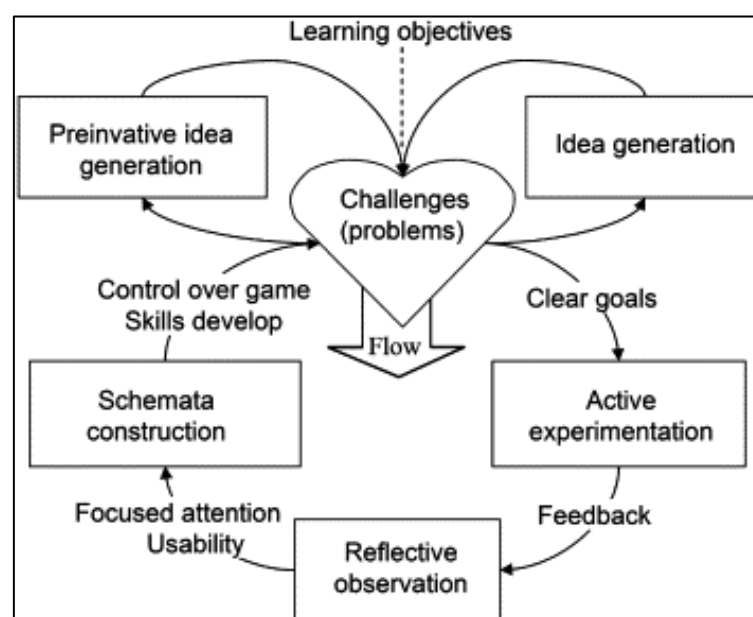 Learning objectives
Preinvative idea
generation
Idea generation
Challenges
(problems)
Control over game
Skills develop
Clear goals
Flow
Schemata
construction
Active
experimentation
Focused attention
Usability
Feedback
Reflective
observation